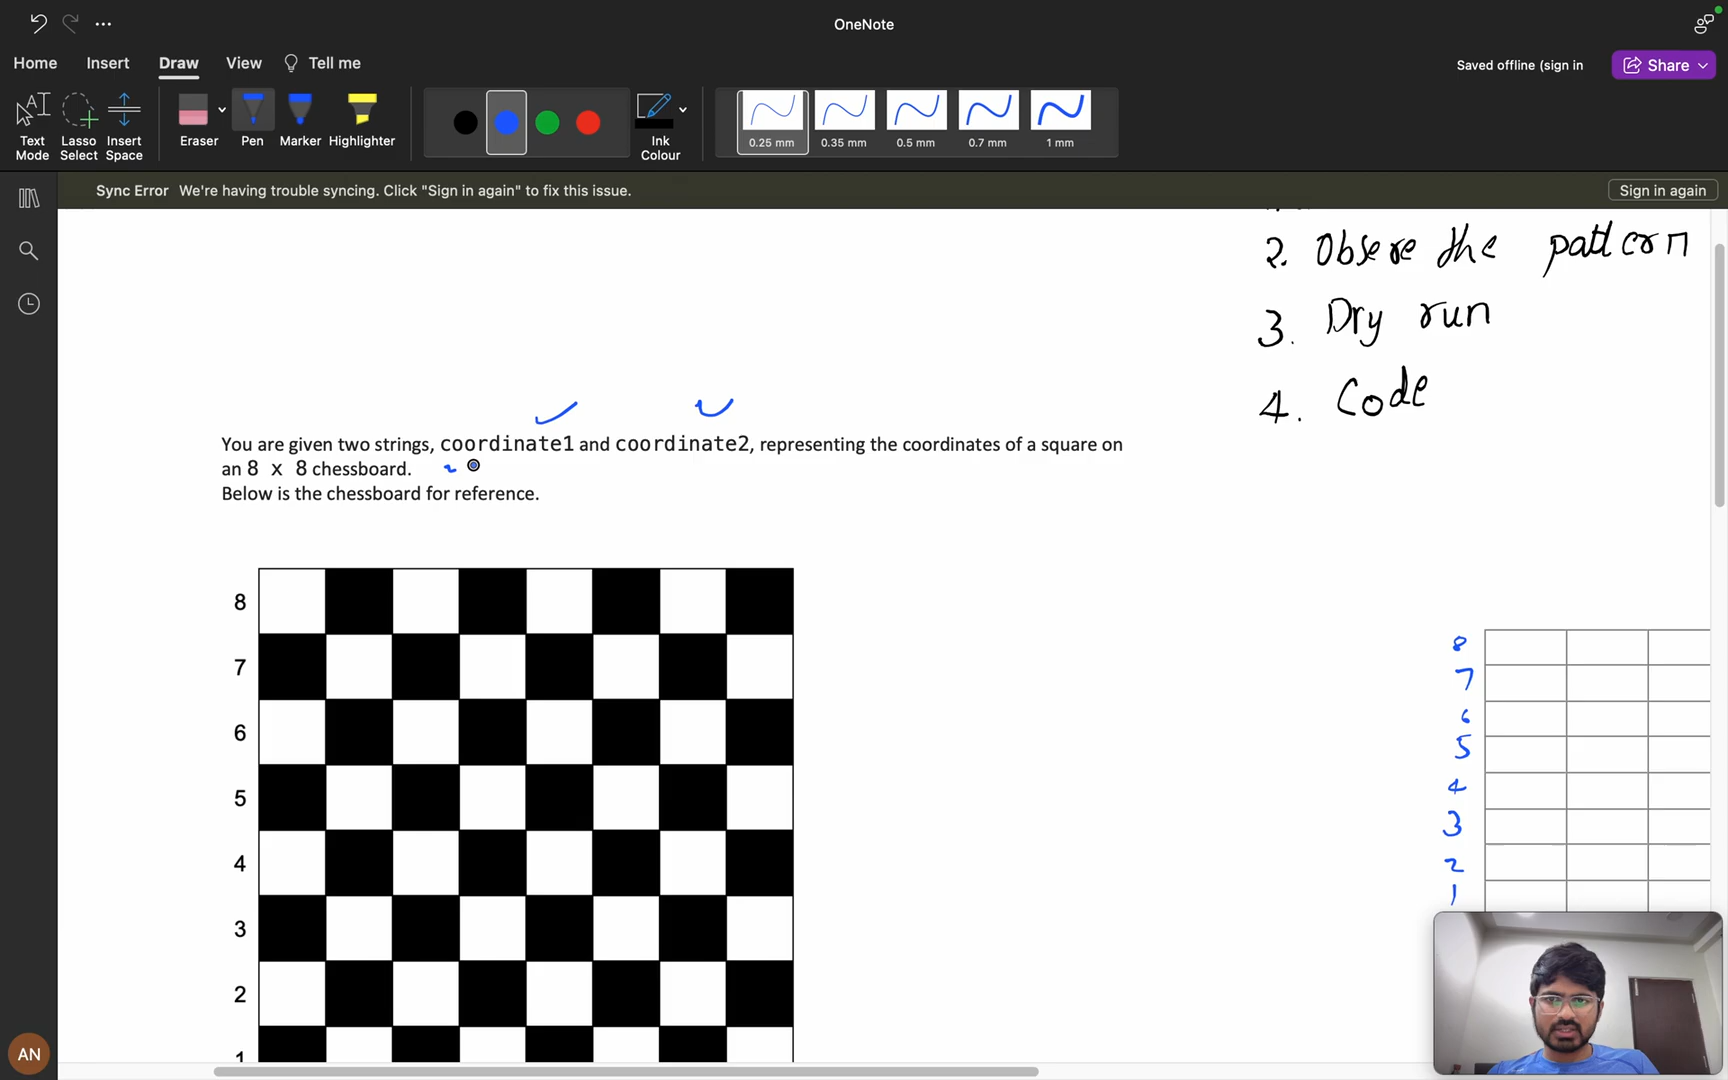 OneNote
Home Insert Draw View Tell me
Saved offline (sign in
Share
Text Mode
Lasso Select
Insert Space
Eraser
Pen
Marker
Highlighter
Ink Colour
0.25 mm
0.35 mm
0.5 mm
0.7 mm
1 mm
Sync Error We're having trouble syncing. Click "Sign in again" to fix this issue.
Sign in again
2. Obsere the pattern
3. Dry run
4. Code
You are given two strings, coordinate1 and coordinate2, representing the coordinates of a square on
an 8 x 8 chessboard.
Below is the chessboard for reference.
8
7
6
5
4
3
2
1
8
7
6
5
4
3
2
1
AN